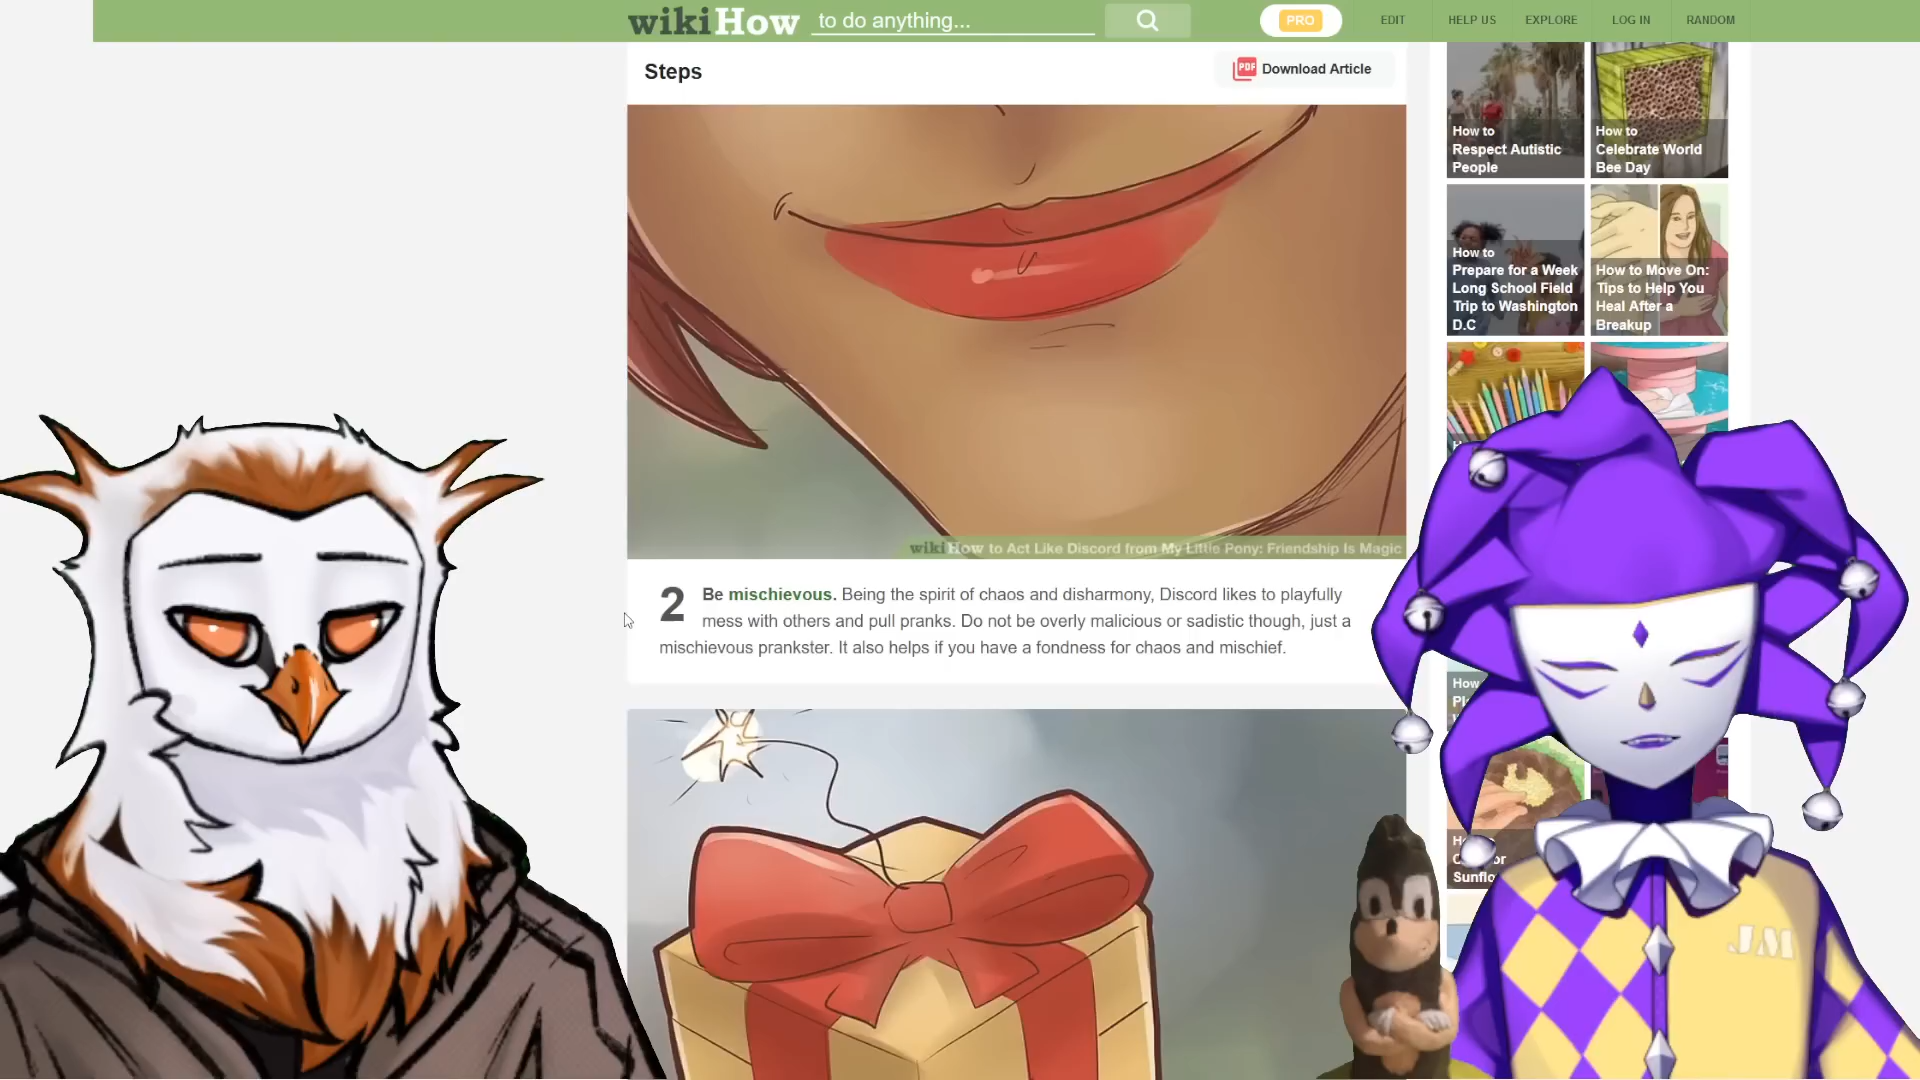 wikiHow to do anything...
PRO
EDIT
HELP US
EXPLORE
LOG IN
RANDOM
Steps
PDF Download Article
wikiHow to Act Like Discord from My Little Pony: Friendship Is Magic
2
Be mischievous. Being the spirit of chaos and disharmony, Discord likes to playfully
mess with others and pull pranks. Do not be overly malicious or sadistic though, just a
mischievous prankster. It also helps if you have a fondness for chaos and mischief.
How to
Respect Autistic
People
How to
Celebrate World
Bee Day
How to
Prepare for a Week
Long School Field
Trip to Washington
D.C
How to Move On:
Tips to Help You
Heal After a
Breakup
How
JM